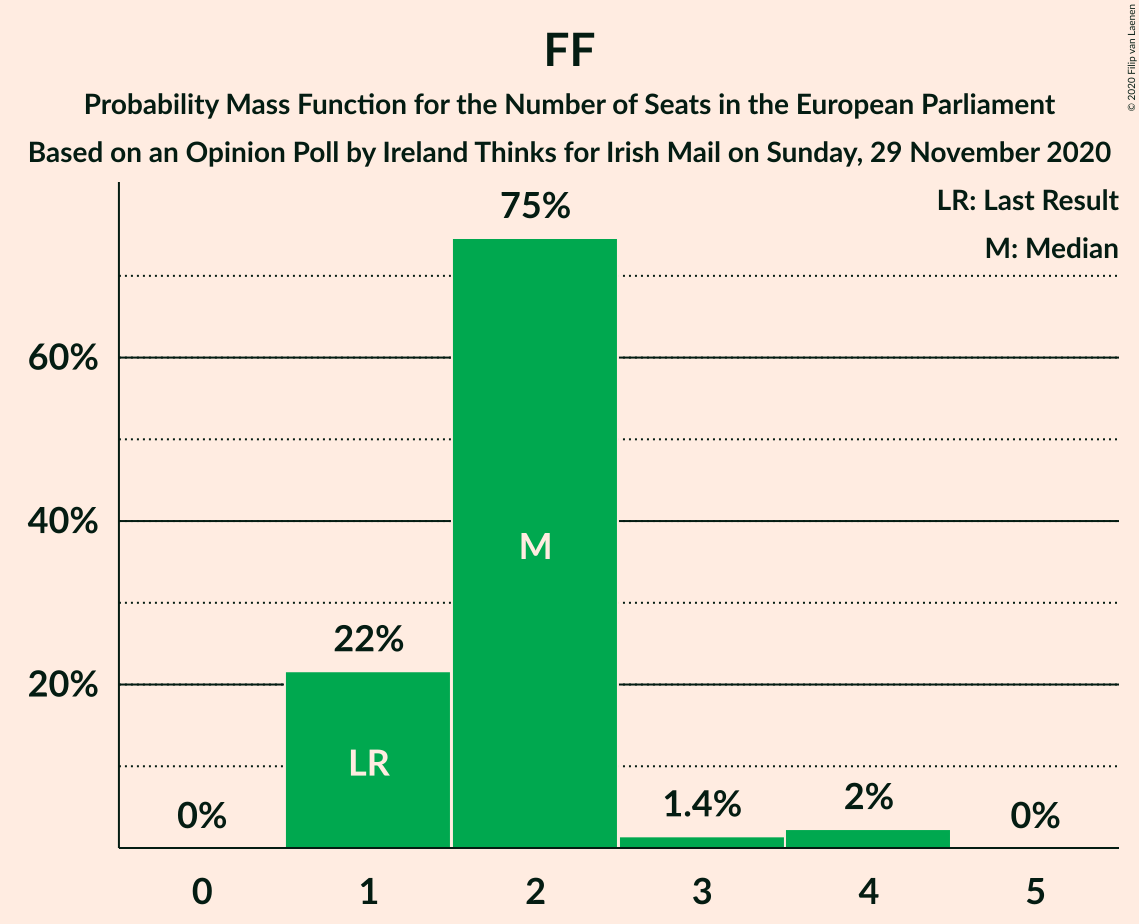 FF
Probability Mass Function for the Number of Seats in the European Parliament
Based on an Opinion Poll by Ireland Thinks for Irish Mail on Sunday, 29 November 2020
© 2020 Filip van Laenen
LR: Last Result
M: Median
75%
60%
40%
20%
22%
M
LR
0%
1.4%
2%
0%
0 1 2 3 4 5